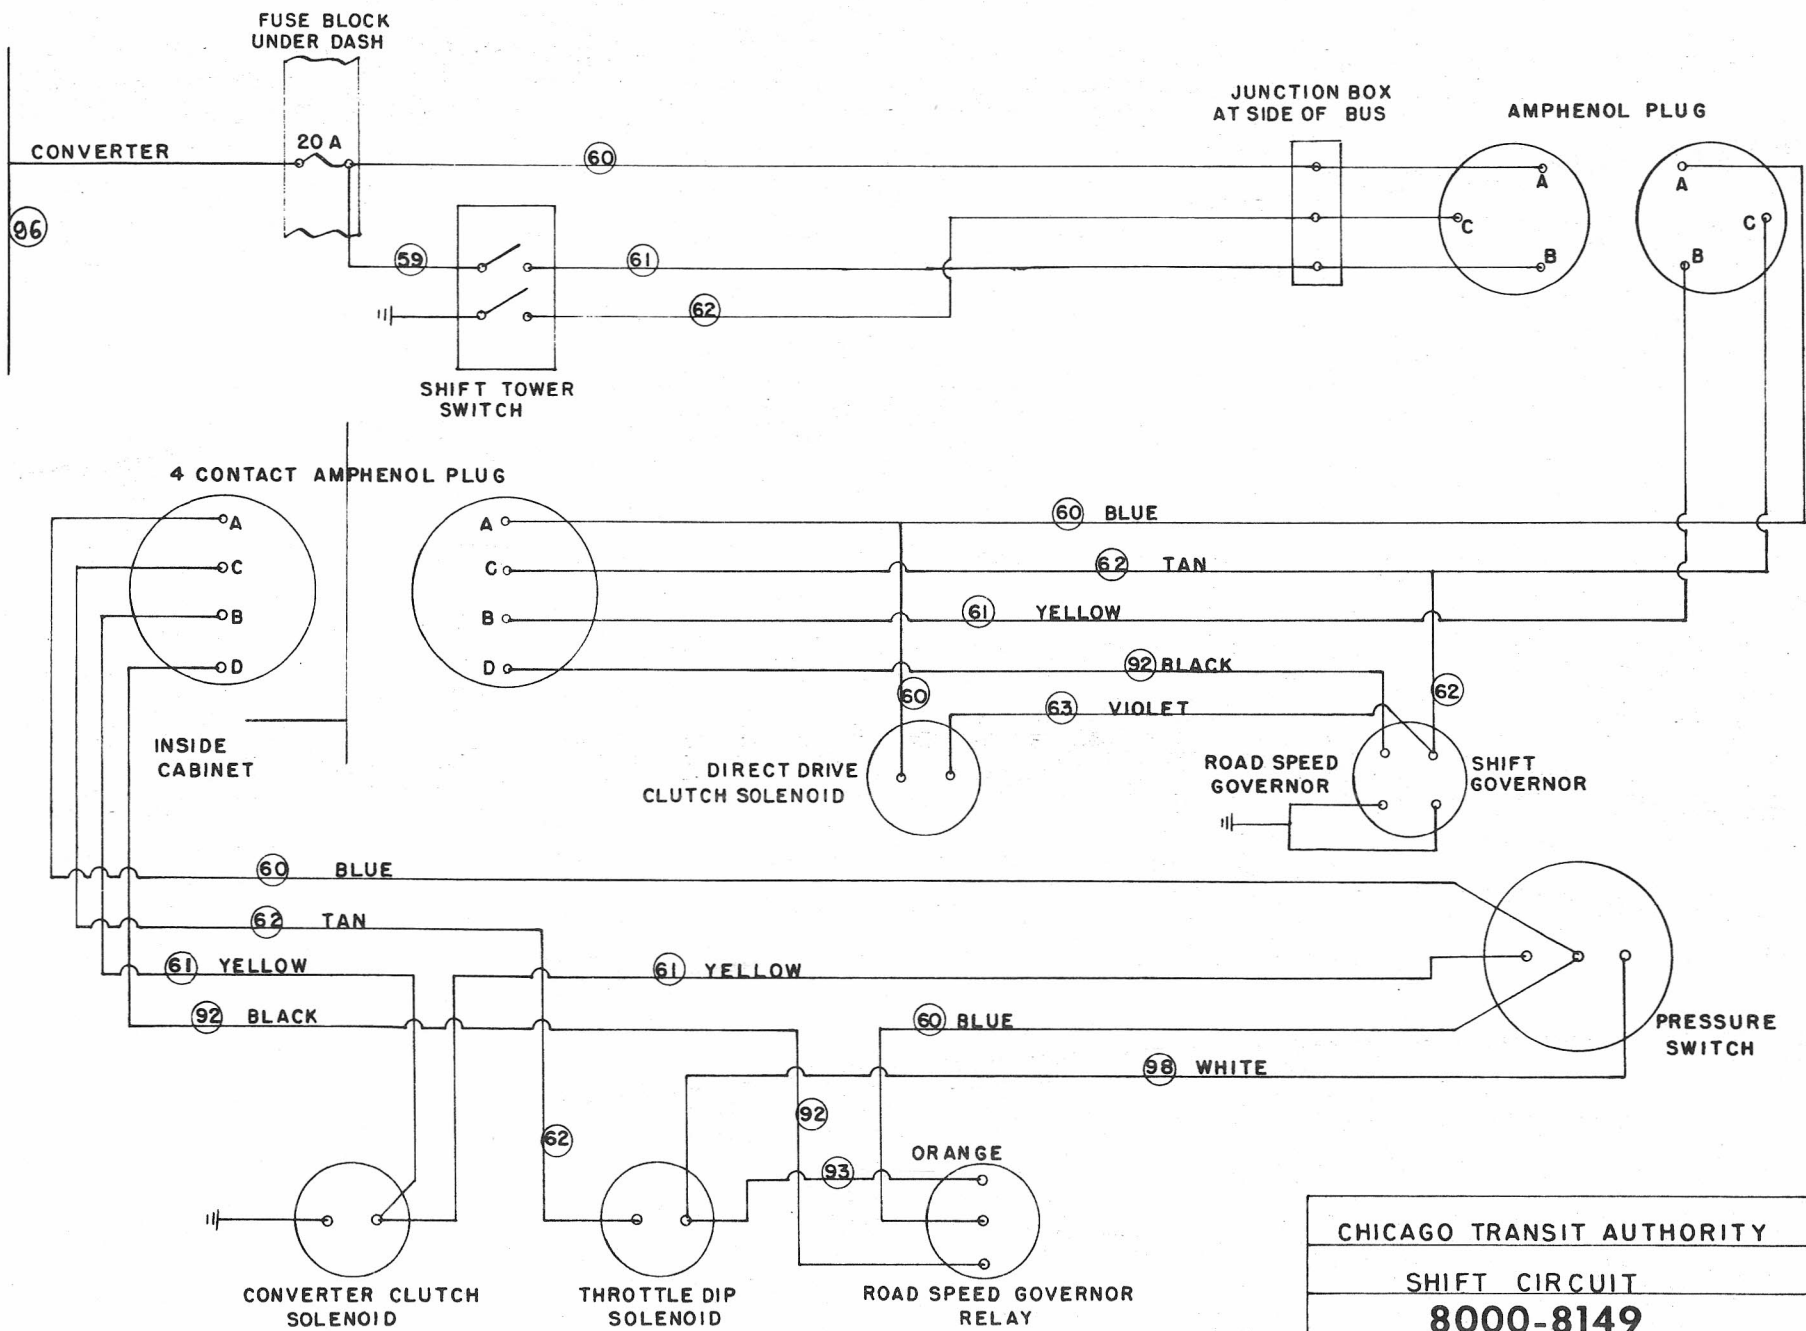 FUSE BLOCK
UNDER DASH
JUNCTION BOX
AT SIDE OF BUS
AMPHENOL PLUG
CONVERTER
20 A
60
A
A
96
C
C
59
61
B
B
62
SHIFT TOWER
SWITCH
4 CONTACT AMPHENOL PLUG
A
A
60 BLUE
C
C
62 TAN
B
B
61 YELLOW
D
D
92 BLACK
60
62
63 VIOLET
INSIDE
CABINET
DIRECT DRIVE
CLUTCH SOLENOID
ROAD SPEED
GOVERNOR
SHIFT
GOVERNOR
60 BLUE
62 TAN
61 YELLOW
61 YELLOW
92 BLACK
60 BLUE
PRESSURE
SWITCH
98 WHITE
92
62
ORANGE
93
CONVERTER CLUTCH
SOLENOID
THROTTLE DIP
SOLENOID
ROAD SPEED GOVERNOR
RELAY
CHICAGO TRANSIT AUTHORITY
SHIFT CIRCUIT
8000-8149